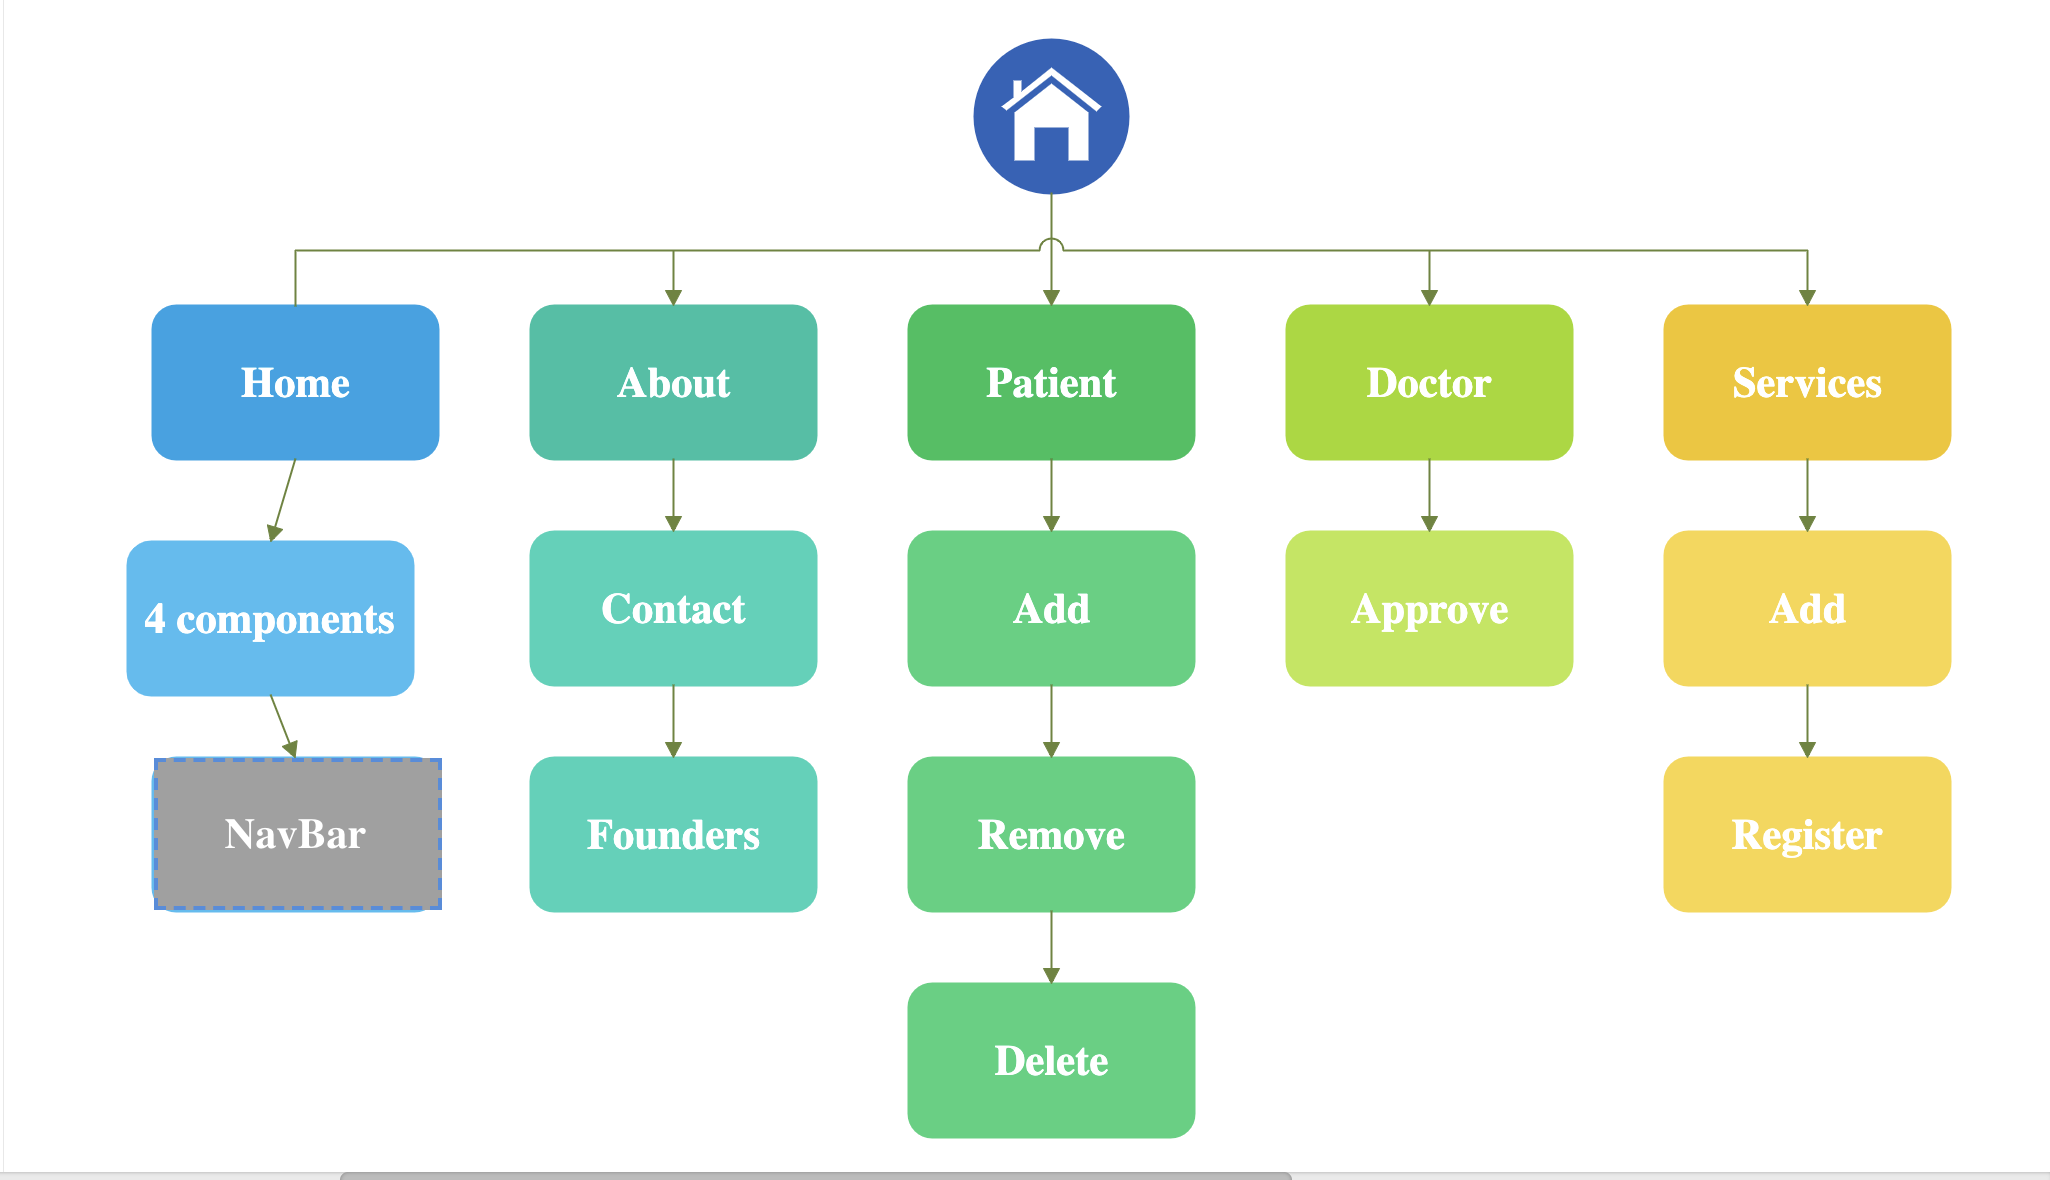 Home
About
Patient
Doctor
Services
4 components
Contact
Add
Approve
Add
NavBar
Founders
Remove
Register
Delete